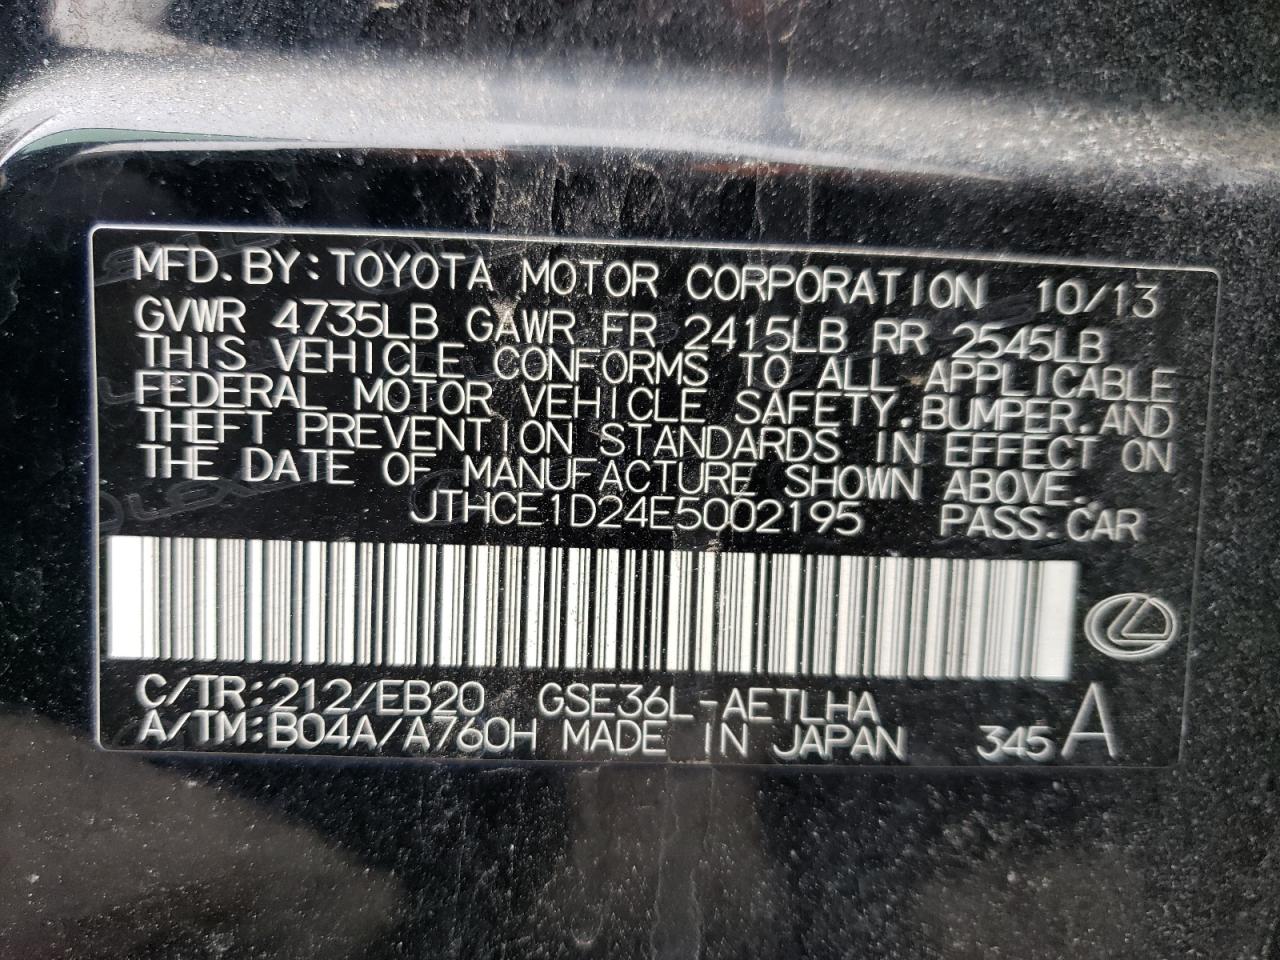 MFD.BY:TOYOTA MOTOR CORPORATION 10/13
GVWR 4735LB GAWR FR 2415LB RR 2545LB
THIS VEHICLE CONFORMS TO ALL APPLICABLE
FEDERAL MOTOR VEHICLE SAFETY.BUMPER.AND
THEFT PREVENTION STANDARDS IN EFFECT ON
THE DATE OF MANUFACTURE SHOWN ABOVE.
JTHCE1D24E5002195 PASS.CAR
C/TR:212/EB20 GSE36L-AETLHA
A/TM:B04A/A760H MADE IN JAPAN 345 A